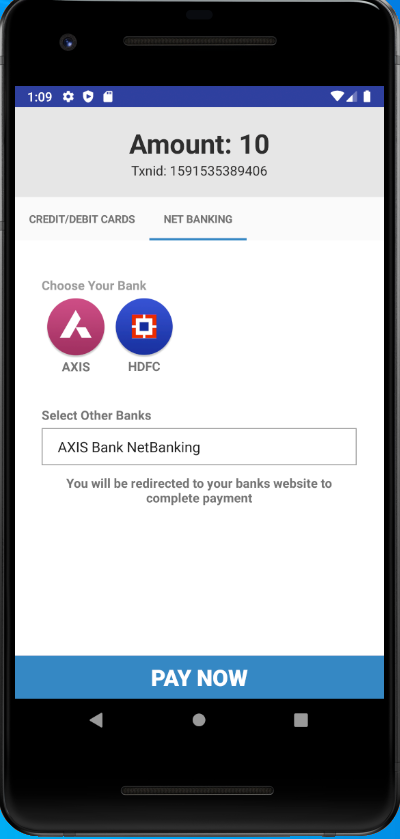 1:09
Amount: 10
Txnid: 1591535389406
CREDIT/DEBIT CARDS NET BANKING
Choose Your Bank
AXIS HDFC
Select Other Banks
AXIS Bank NetBanking
You will be redirected to your banks website to
complete payment
PAY NOW